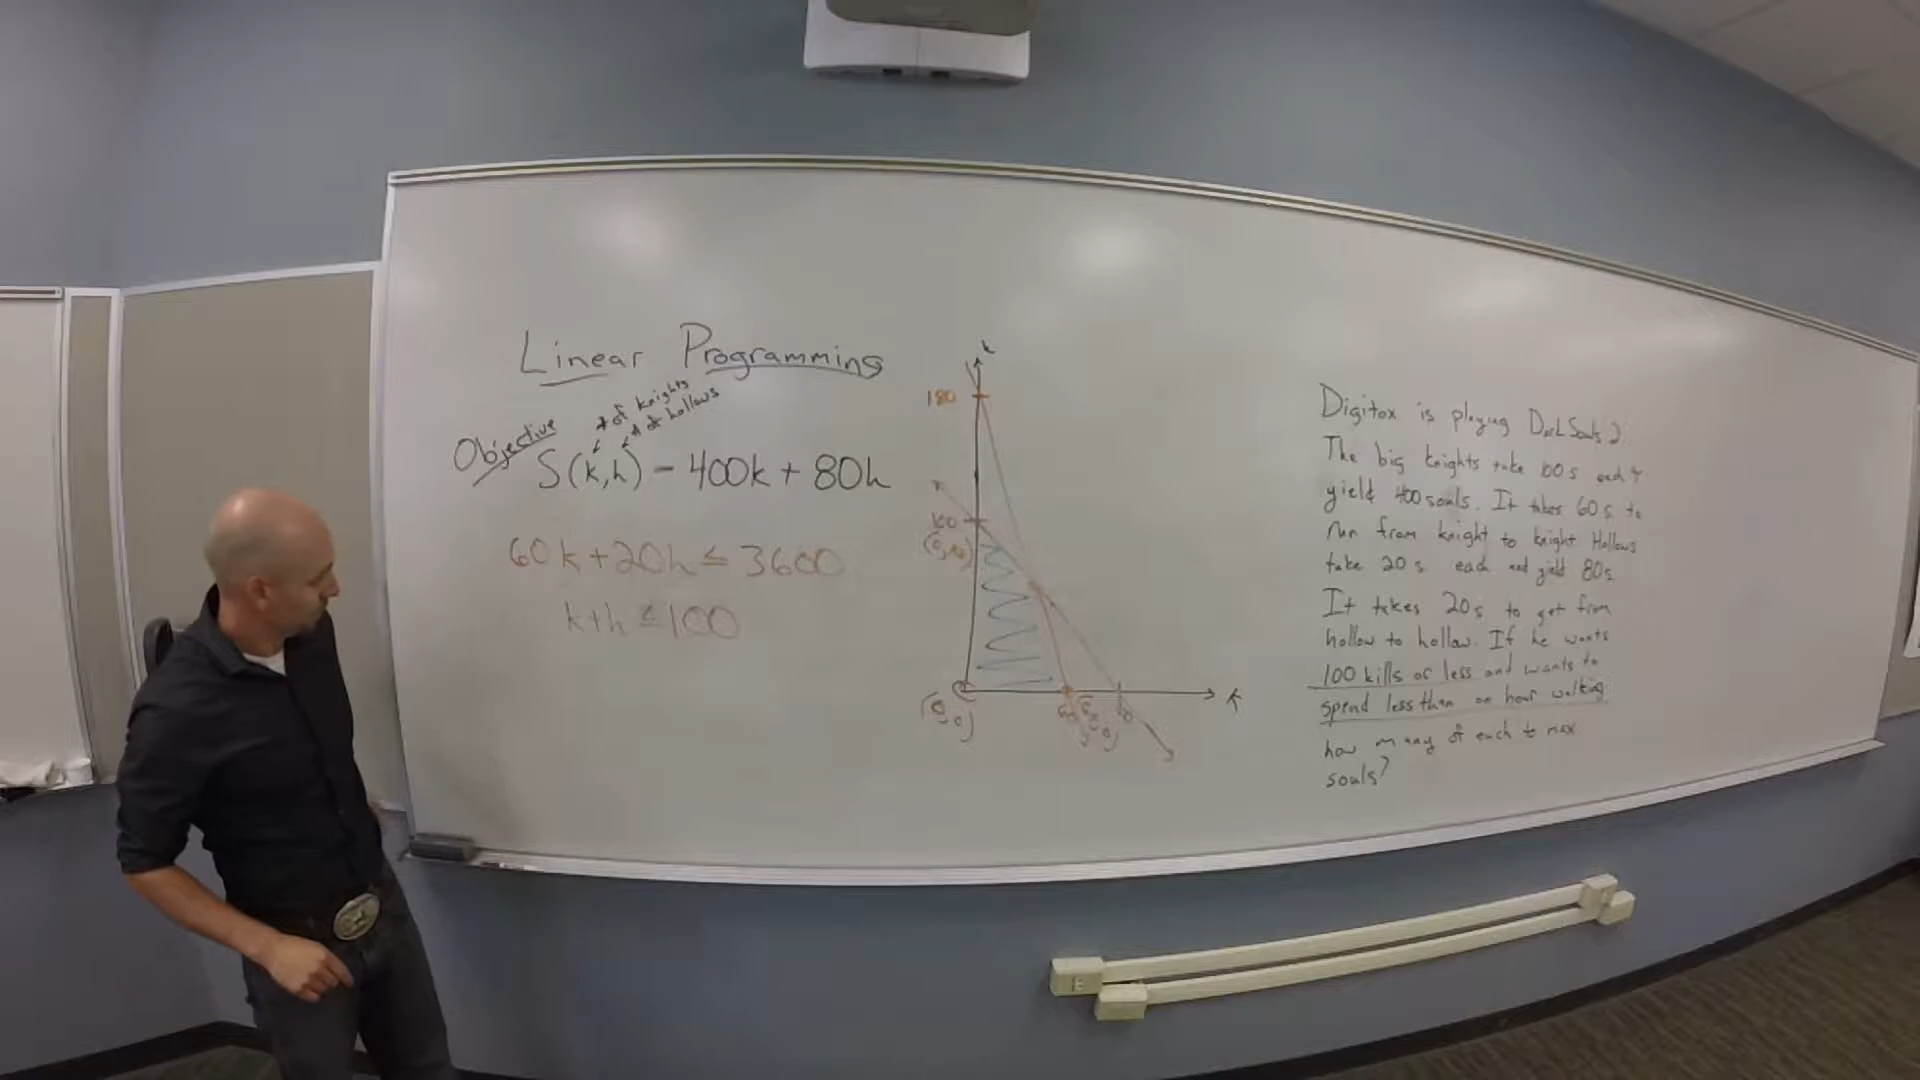 Linear Programming
# of knights
# of hollows
Objective
S(k,h) = 400k + 80h
60k + 20h ≤ 3600
k + h ≤ 100
180
100
(0,0)
60
Digitox is playing Dark Souls 2.
The big knights take 100s each &
yield 400 souls. It takes 60s to
run from knight to knight Hollows
take 20s each and yield 80s.
It takes 20s to get from
hollow to hollow. If he wants
100 kills or less and wants to
spend less than an hour walking
how many of each to max
souls?